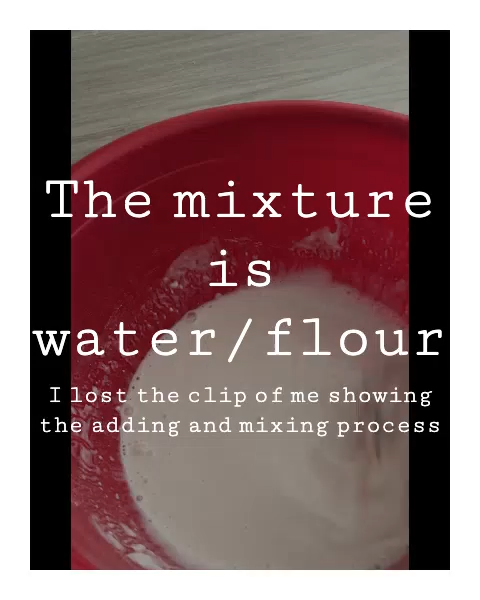 The mixture
is
water/flour
I lost the clip of me showing
the adding and mixing process